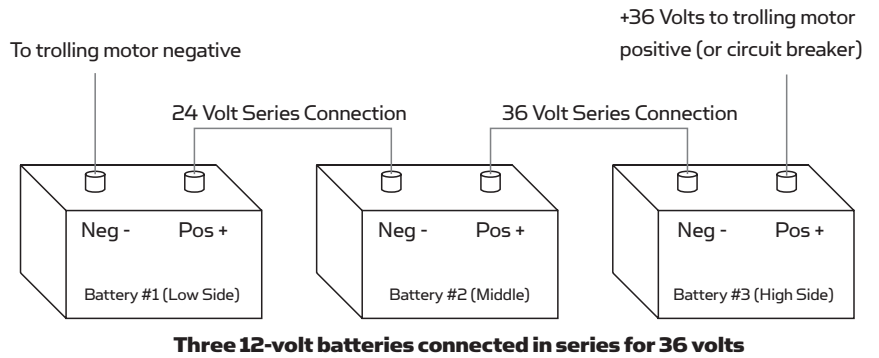 +36 Volts to trolling motor
positive (or circuit breaker)
To trolling motor negative
24 Volt Series Connection
36 Volt Series Connection
Neg - Pos +
Neg - Pos +
Neg - Pos +
Battery #1 (Low Side)
Battery #2 (Middle)
Battery #3 (High Side)
Three 12-volt batteries connected in series for 36 volts